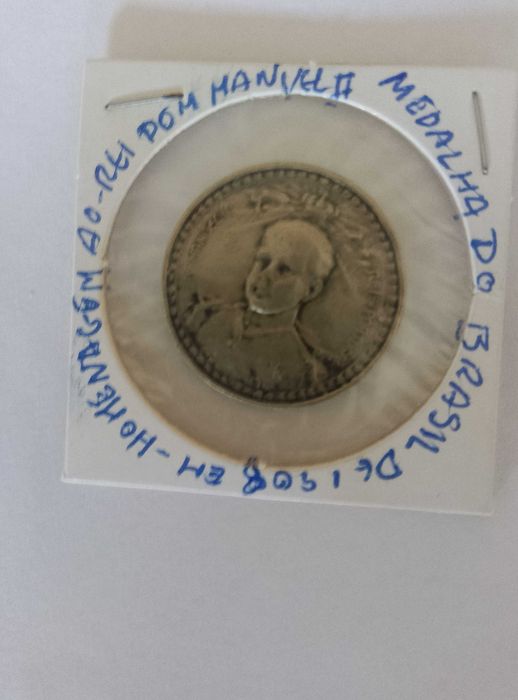 MEDALHA DO BRASIL DE 1908 EM - HOMENAGEM AO-REI DOM MANUEL II